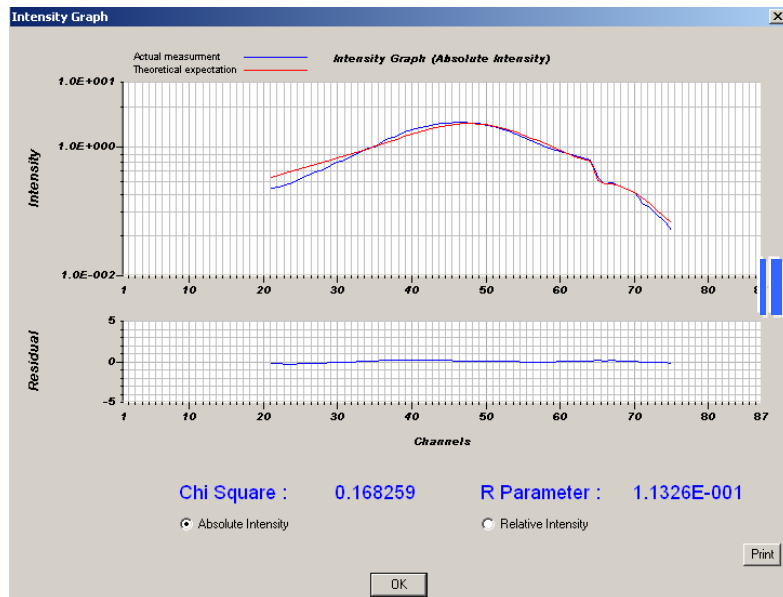 Intensity Graph
Actual measurment
Theoretical expectation
Intensity Graph (Absolute Intensity)
1.0E+001
1.0E+000
1.0E-002
Intensity
1 10 20 30 40 50 60 70 80
5
0
-5
Residual
1 10 20 30 40 50 60 70 80 87
Channels
Chi Square : 0.168259 R Parameter : 1.1326E-001
Absolute Intensity Relative Intensity
Print
OK